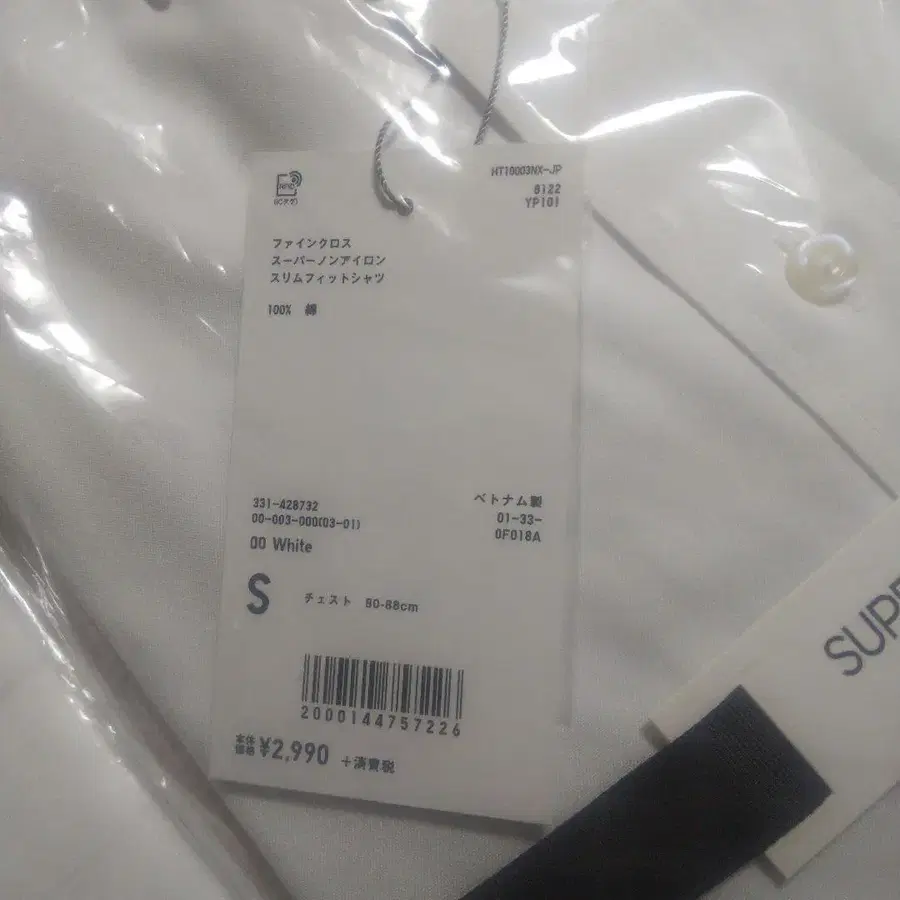 HT10003NX-JP
8122
YP101
ファインクロス
スーパーノンアイロン
スリムフィットシャツ
100% 綿
331-428732
00-003-000(03-01)
00 White
ベトナム製
01-33-
0F018A
S チェスト 80-88cm
2000144757226
本体価格 ¥2,990 +消費税
SUPE